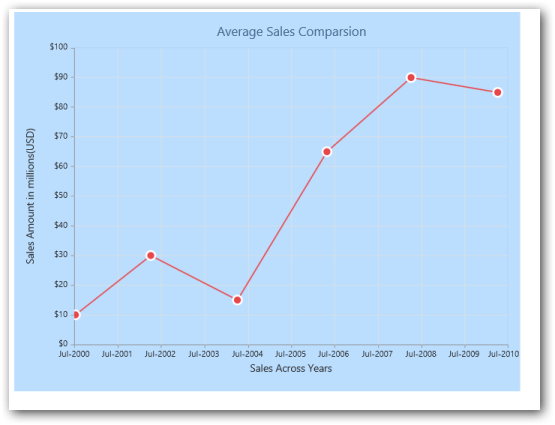 Average Sales Comparsion
$100
$90
$80
$70
$60
$50
$40
$30
$20
$10
$0
Sales Amount in millions(USD)
Jul-2000 Jul-2001 Jul-2002 Jul-2003 Jul-2004 Jul-2005 Jul-2006 Jul-2007 Jul-2008 Jul-2009 Jul-2010
Sales Across Years